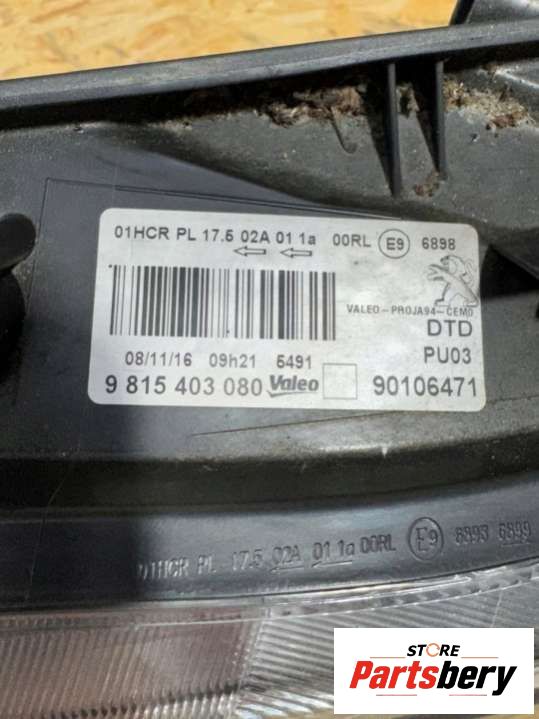 01HCR PL 17.5 02A 01 1a 00RL E9 6898
VALEO-PROJA94-CEMO
DTD
PU03
08/11/16 09h21 5491
9 815 403 080 Valeo 90106471
01HCR PL 17.5 02A 01 1a 00RL E9 6899
STORE
Partsbery